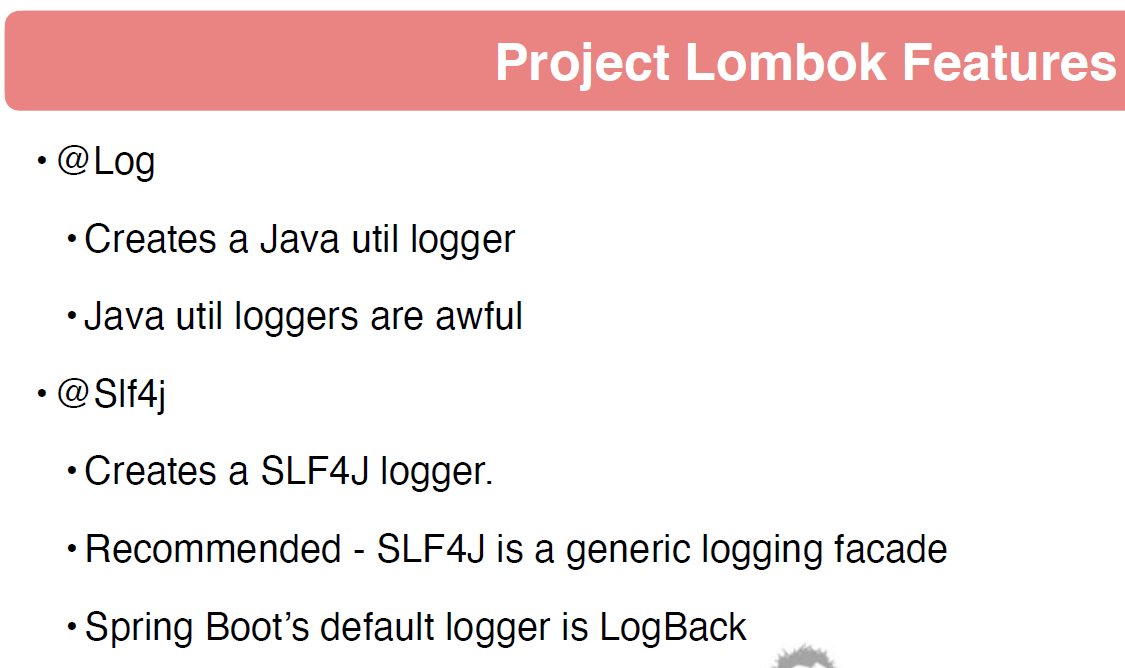 Project Lombok Features
• @Log
• Creates a Java util logger
• Java util loggers are awful
• @Slf4j
• Creates a SLF4J logger.
• Recommended - SLF4J is a generic logging facade
• Spring Boot’s default logger is LogBack